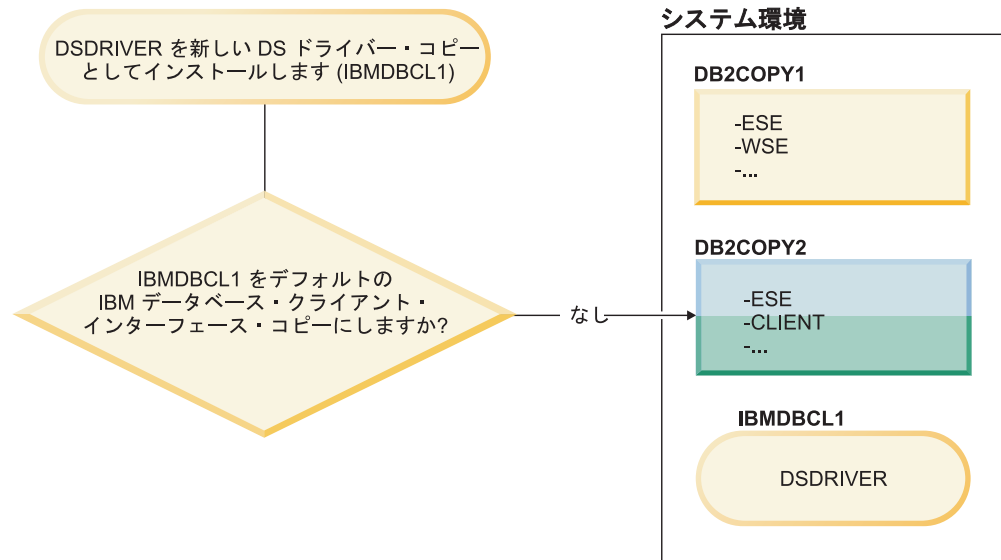 DSDRIVER を新しい DS ドライバー・コピー
としてインストールします (IBMDBCL1)
IBMDBCL1 をデフォルトの
IBM データベース・クライアント・
インターフェース・コピーにしますか?
なし
システム環境
DB2COPY1
-ESE
-WSE
-...
DB2COPY2
-ESE
-CLIENT
-...
IBMDBCL1
DSDRIVER